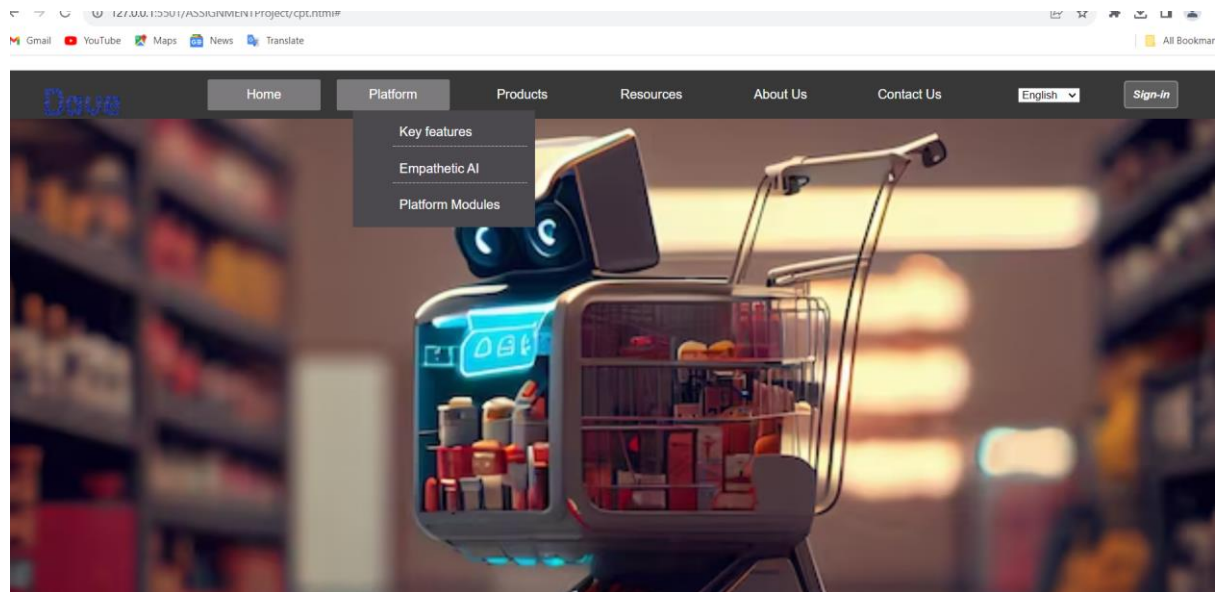 127.0.0.1:5501/ASSIGNMENTProject/cpt.html#
Gmail YouTube Maps News Translate All Bookmar
Dave Home Platform Products Resources About Us Contact Us English Sign-in
Key features
Empathetic AI
Platform Modules